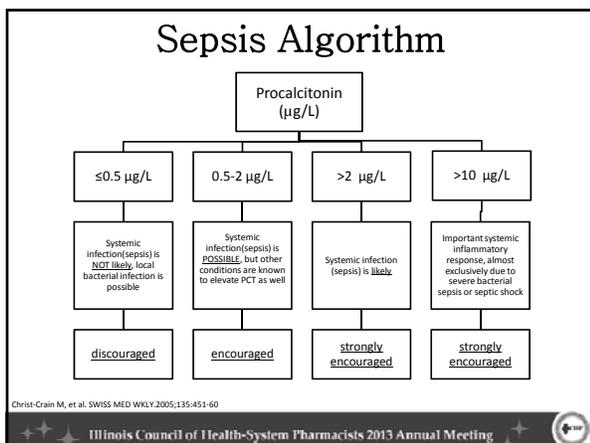 Sepsis Algorithm
Procalcitonin
(µg/L)
≤0.5 µg/L
0.5-2 µg/L
>2 µg/L
>10 µg/L
Systemic
infection(sepsis) is
NOT likely, local
bacterial infection is
possible
Systemic
infection(sepsis) is
POSSIBLE, but other
conditions are known
to elevate PCT as well
Systemic infection
(sepsis) is likely
Important systemic
inflammatory
response, almost
exclusively due to
severe bacterial
sepsis or septic shock
discouraged
encouraged
strongly
encouraged
strongly
encouraged
Christ-Crain M, et al. SWISS MED WKLY.2005;135:451-60
Illinois Council of Health-System Pharmacists 2013 Annual Meeting